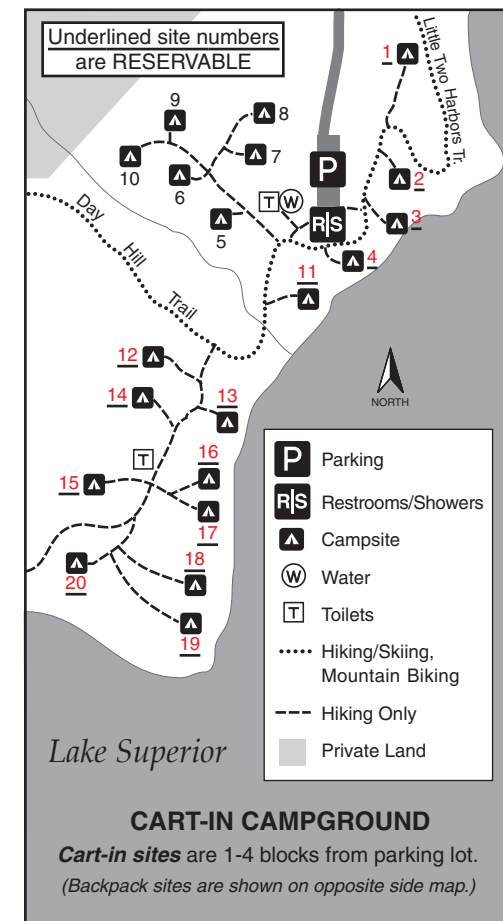 Underlined site numbers
are RESERVABLE
Little Two Harbors Tr.
1
9
8
10
6
7
2
P
T W
5
R|S
3
4
Day Hill Trail
11
12
14
13
NORTH
T
15
16
17
18
20
19
P Parking
R|S Restrooms/Showers
Campsite
W Water
T Toilets
Hiking/Skiing,
Mountain Biking
Hiking Only
Private Land
Lake Superior
CART-IN CAMPGROUND
Cart-in sites are 1-4 blocks from parking lot.
(Backpack sites are shown on opposite side map.)